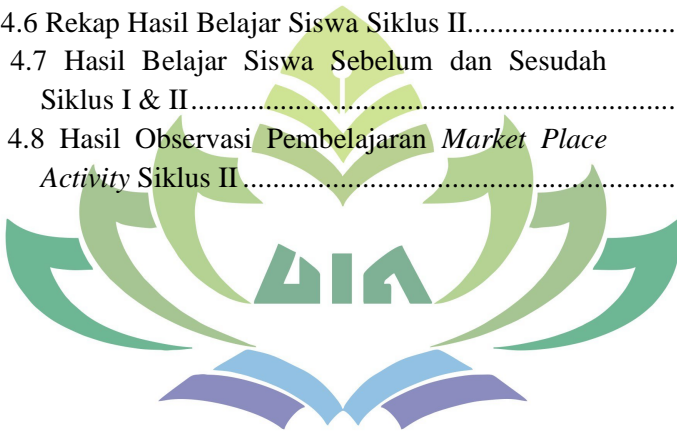 4.6 Rekap Hasil Belajar Siswa Siklus II............................
4.7 Hasil Belajar Siswa Sebelum dan Sesudah
Siklus I & II.................................................................
4.8 Hasil Observasi Pembelajaran Market Place
Activity Siklus II..........................................................
UIN